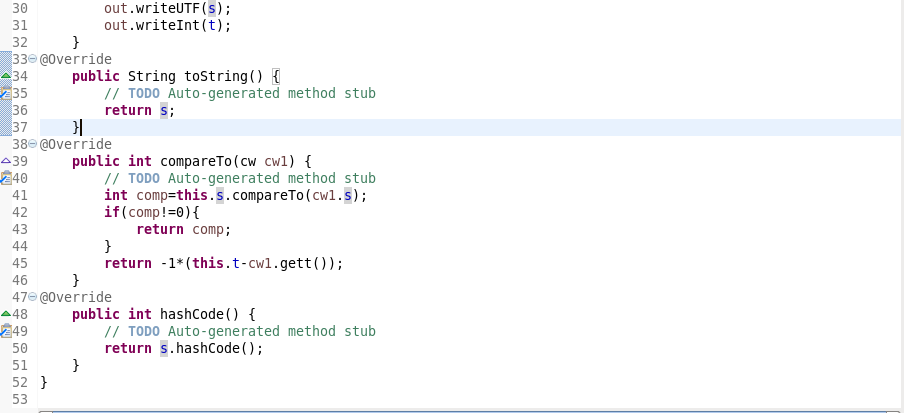 30         out.writeUTF(s);
31         out.writeInt(t);
32     }
33 @Override
34     public String toString() {
35         // TODO Auto-generated method stub
36         return s;
37     }
38 @Override
39     public int compareTo(cw cw1) {
40         // TODO Auto-generated method stub
41         int comp=this.s.compareTo(cw1.s);
42         if(comp!=0){
43             return comp;
44         }
45         return -1*(this.t-cw1.gett());
46     }
47 @Override
48     public int hashCode() {
49         // TODO Auto-generated method stub
50         return s.hashCode();
51     }
52 }
53